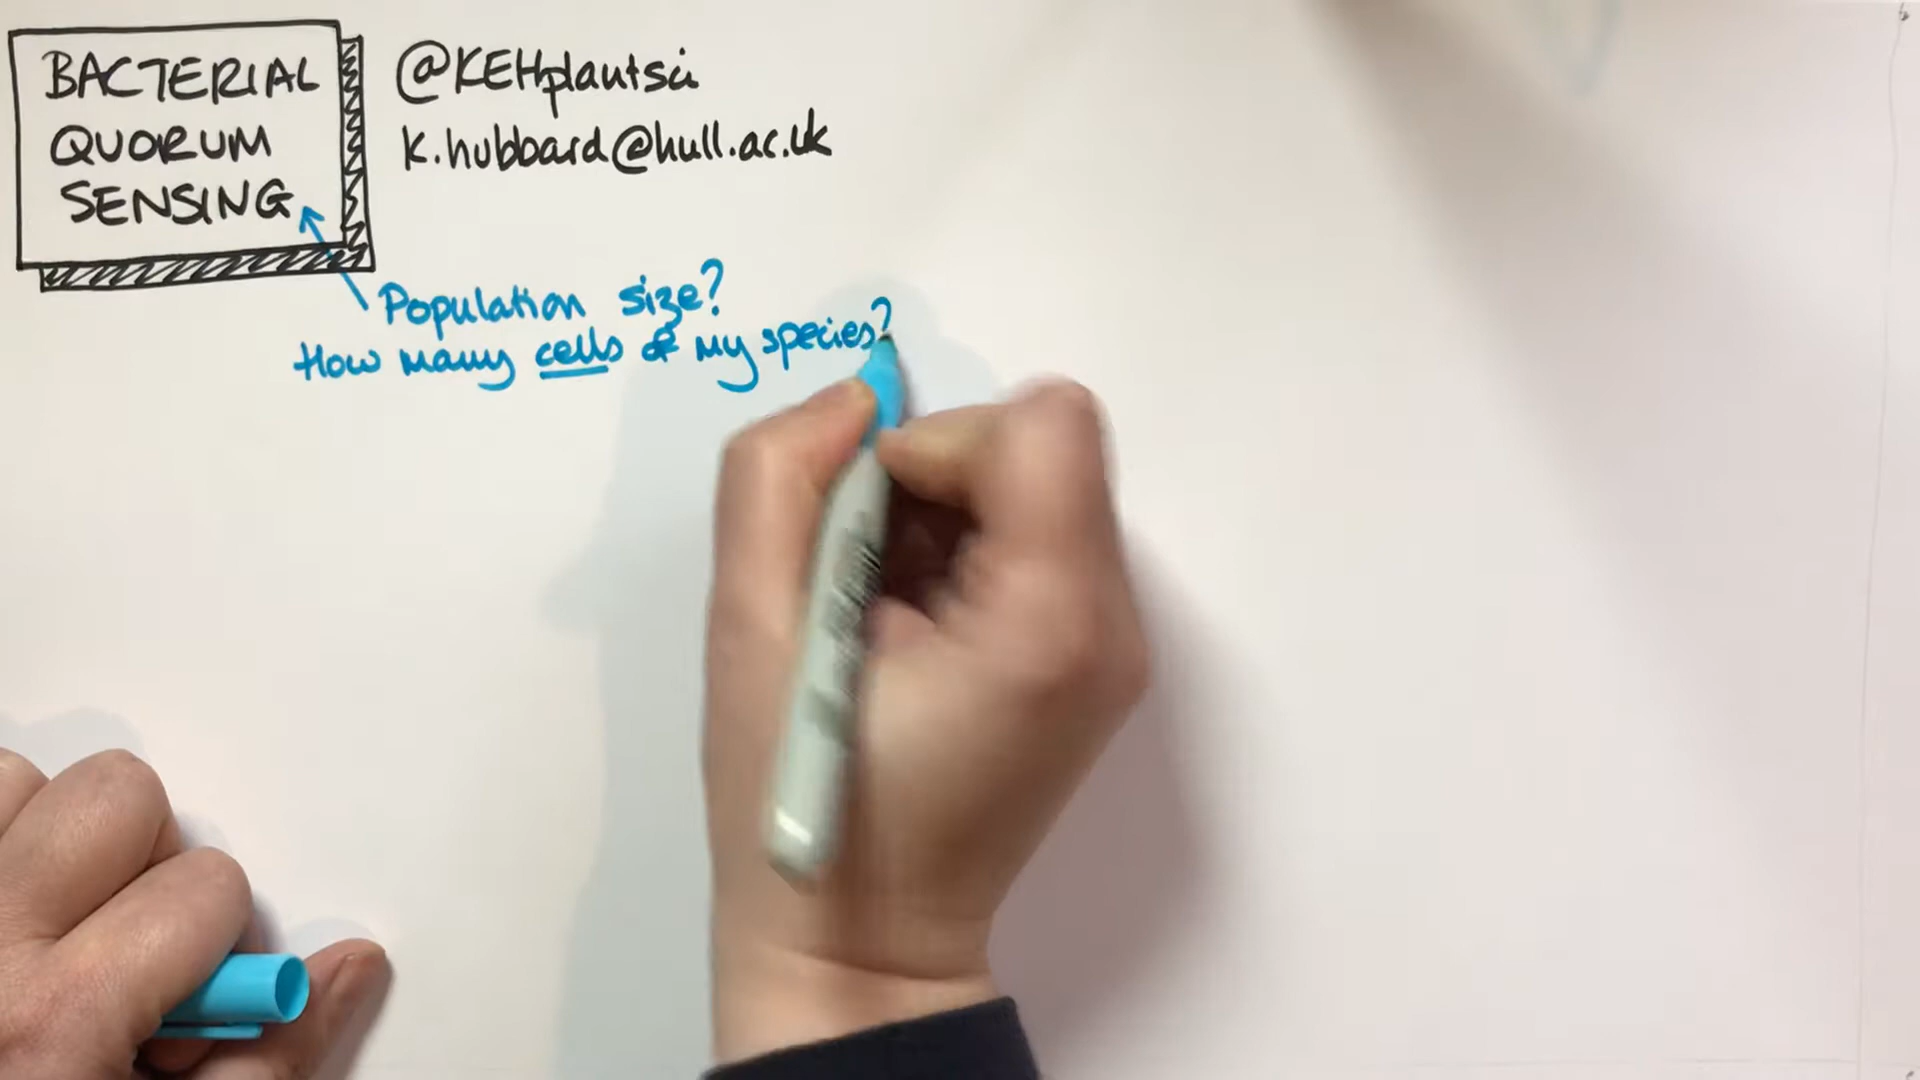 BACTERIAL
QUORUM
SENSING
@KEHplantsci
k.hubbard@hull.ac.uk
Population size?
How many cells of my species?